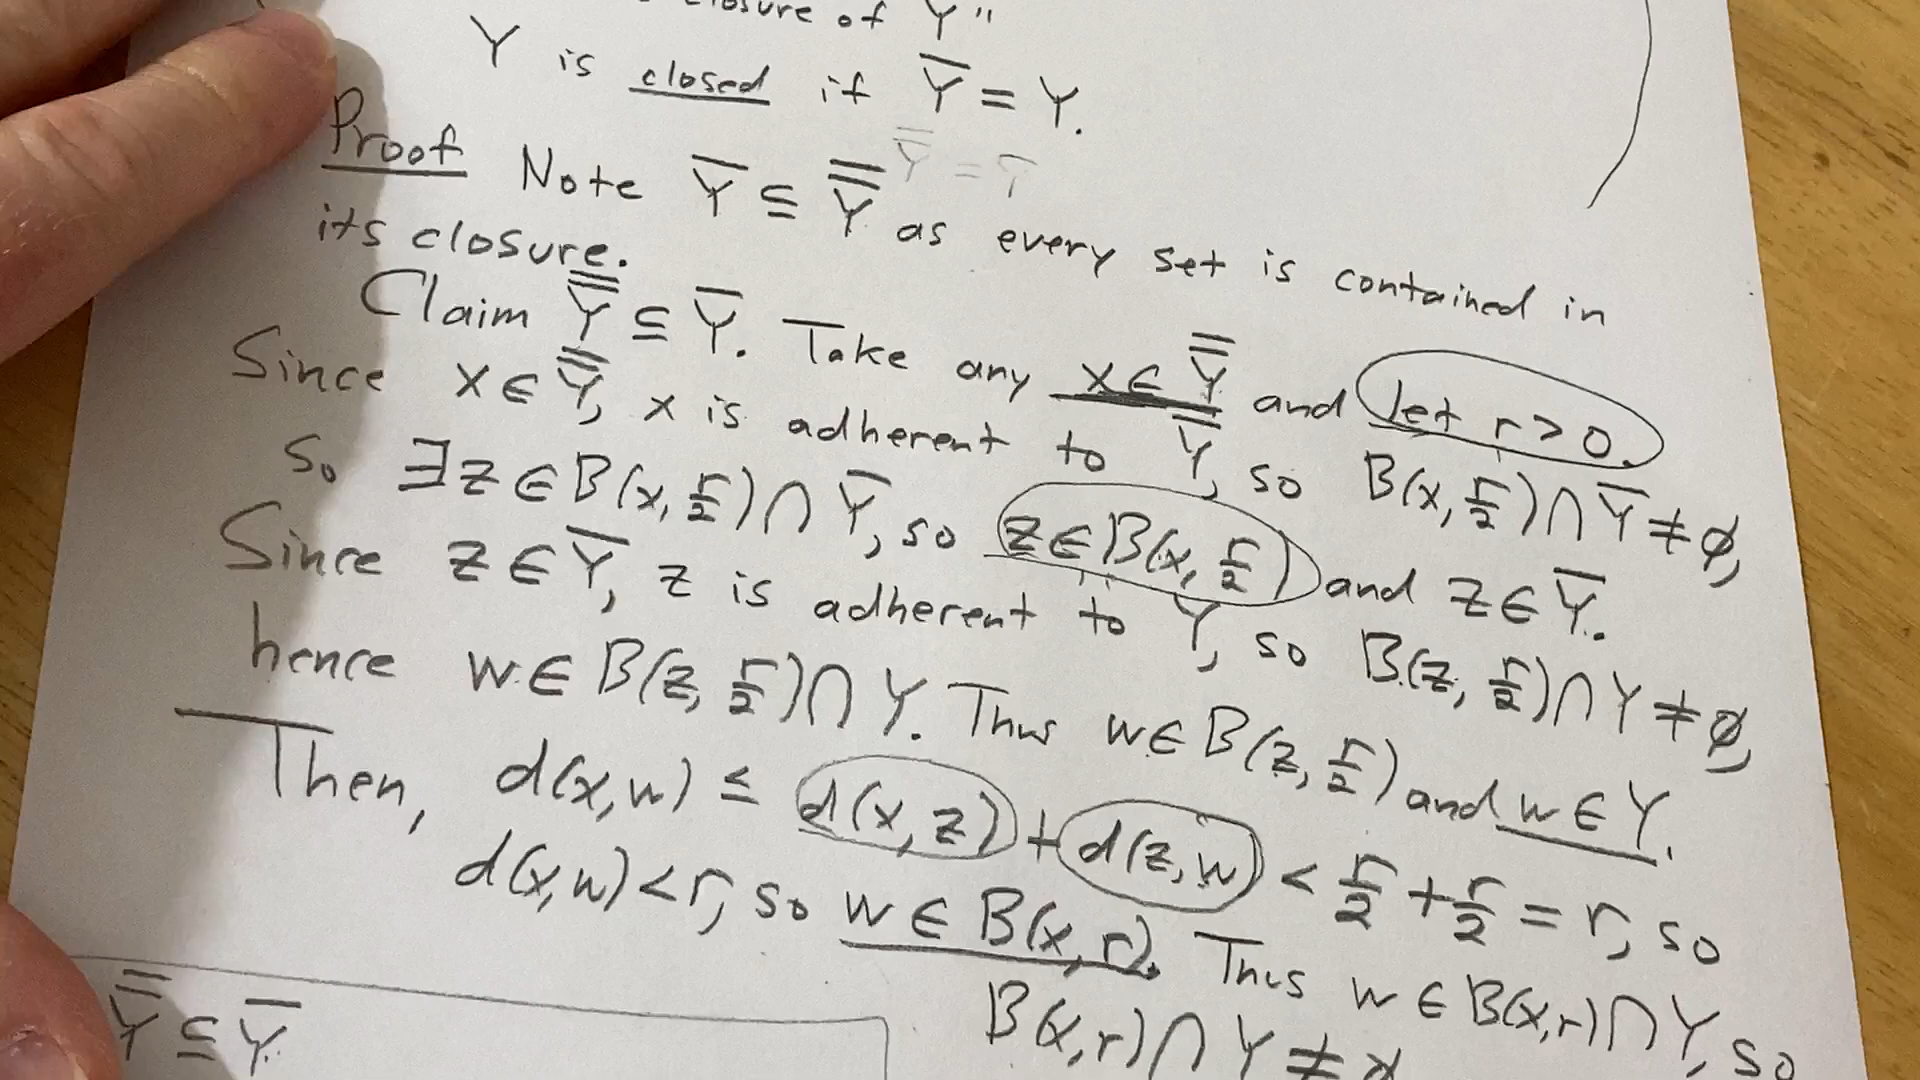 closure of Y"
Y is closed if Y̅ = Y.
Y̿ = Y̅
Proof Note Y̅ ⊆ Y̿ as every set is contained in
its closure.
Claim Y̿ ⊆ Y̅. Take any x ∈ Y̿ and let r > 0.
Since x ∈ Y̿, x is adherent to Y̅, so B(x, r/2) ∩ Y̅ ≠ ∅,
so ∃ z ∈ B(x, r/2) ∩ Y̅, so z ∈ B(x, r/2) and z ∈ Y̅.
Since z ∈ Y̅, z is adherent to Y, so B(z, r/2) ∩ Y ≠ ∅,
hence w ∈ B(z, r/2) ∩ Y. Thus w ∈ B(z, r/2) and w ∈ Y.
Then, d(x,w) ≤ d(x,z) + d(z,w) < r/2 + r/2 = r, so
d(x,w) < r, so w ∈ B(x,r). Thus w ∈ B(x,r) ∩ Y, so
B(x,r) ∩ Y ≠ ∅
Y̿ ⊆ Y̅.